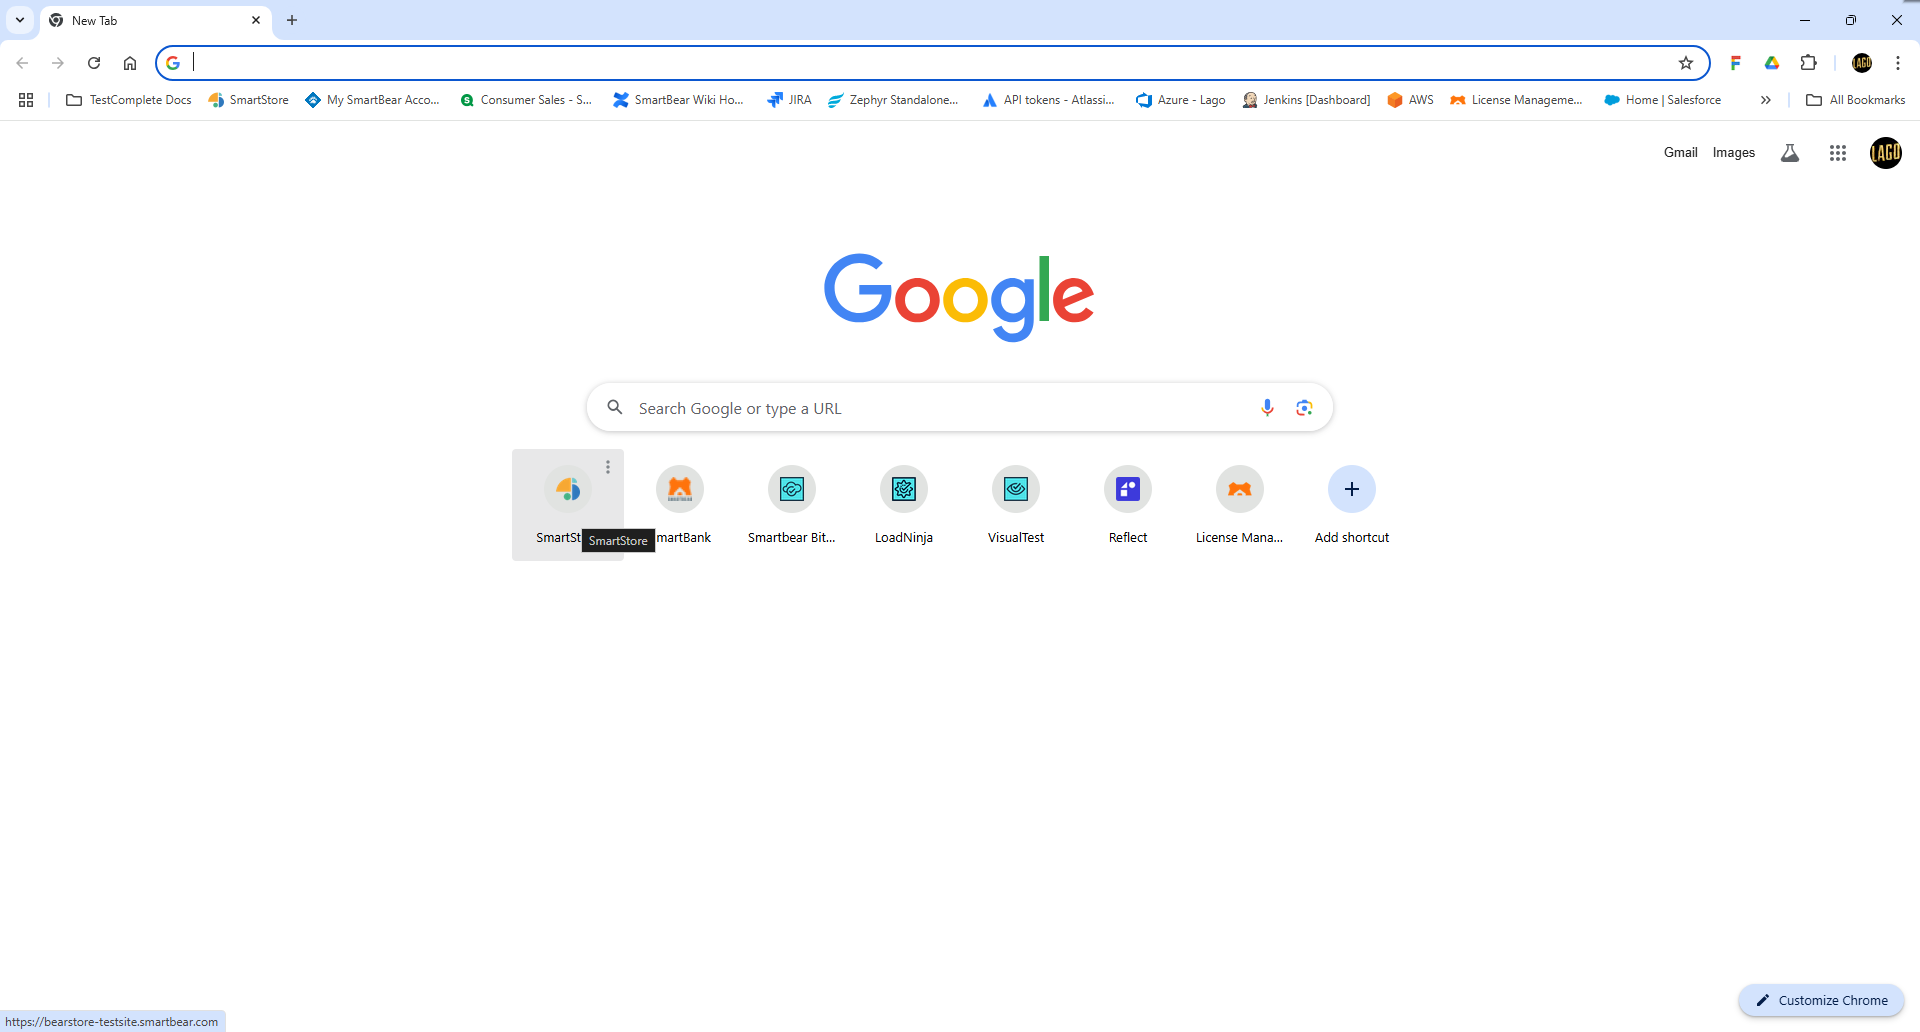 New Tab
TestComplete Docs
SmartStore
My SmartBear Acco...
Consumer Sales - S...
SmartBear Wiki Ho...
JIRA
Zephyr Standalone...
API tokens - Atlassi...
Azure - Lago
Jenkins [Dashboard]
AWS
License Manageme...
Home | Salesforce
All Bookmarks
Gmail
Images
LAGO
Google
Search Google or type a URL
SmartSt
SmartStore
martBank
Smartbear Bit...
LoadNinja
VisualTest
Reflect
License Mana...
Add shortcut
Customize Chrome
https://bearstore-testsite.smartbear.com